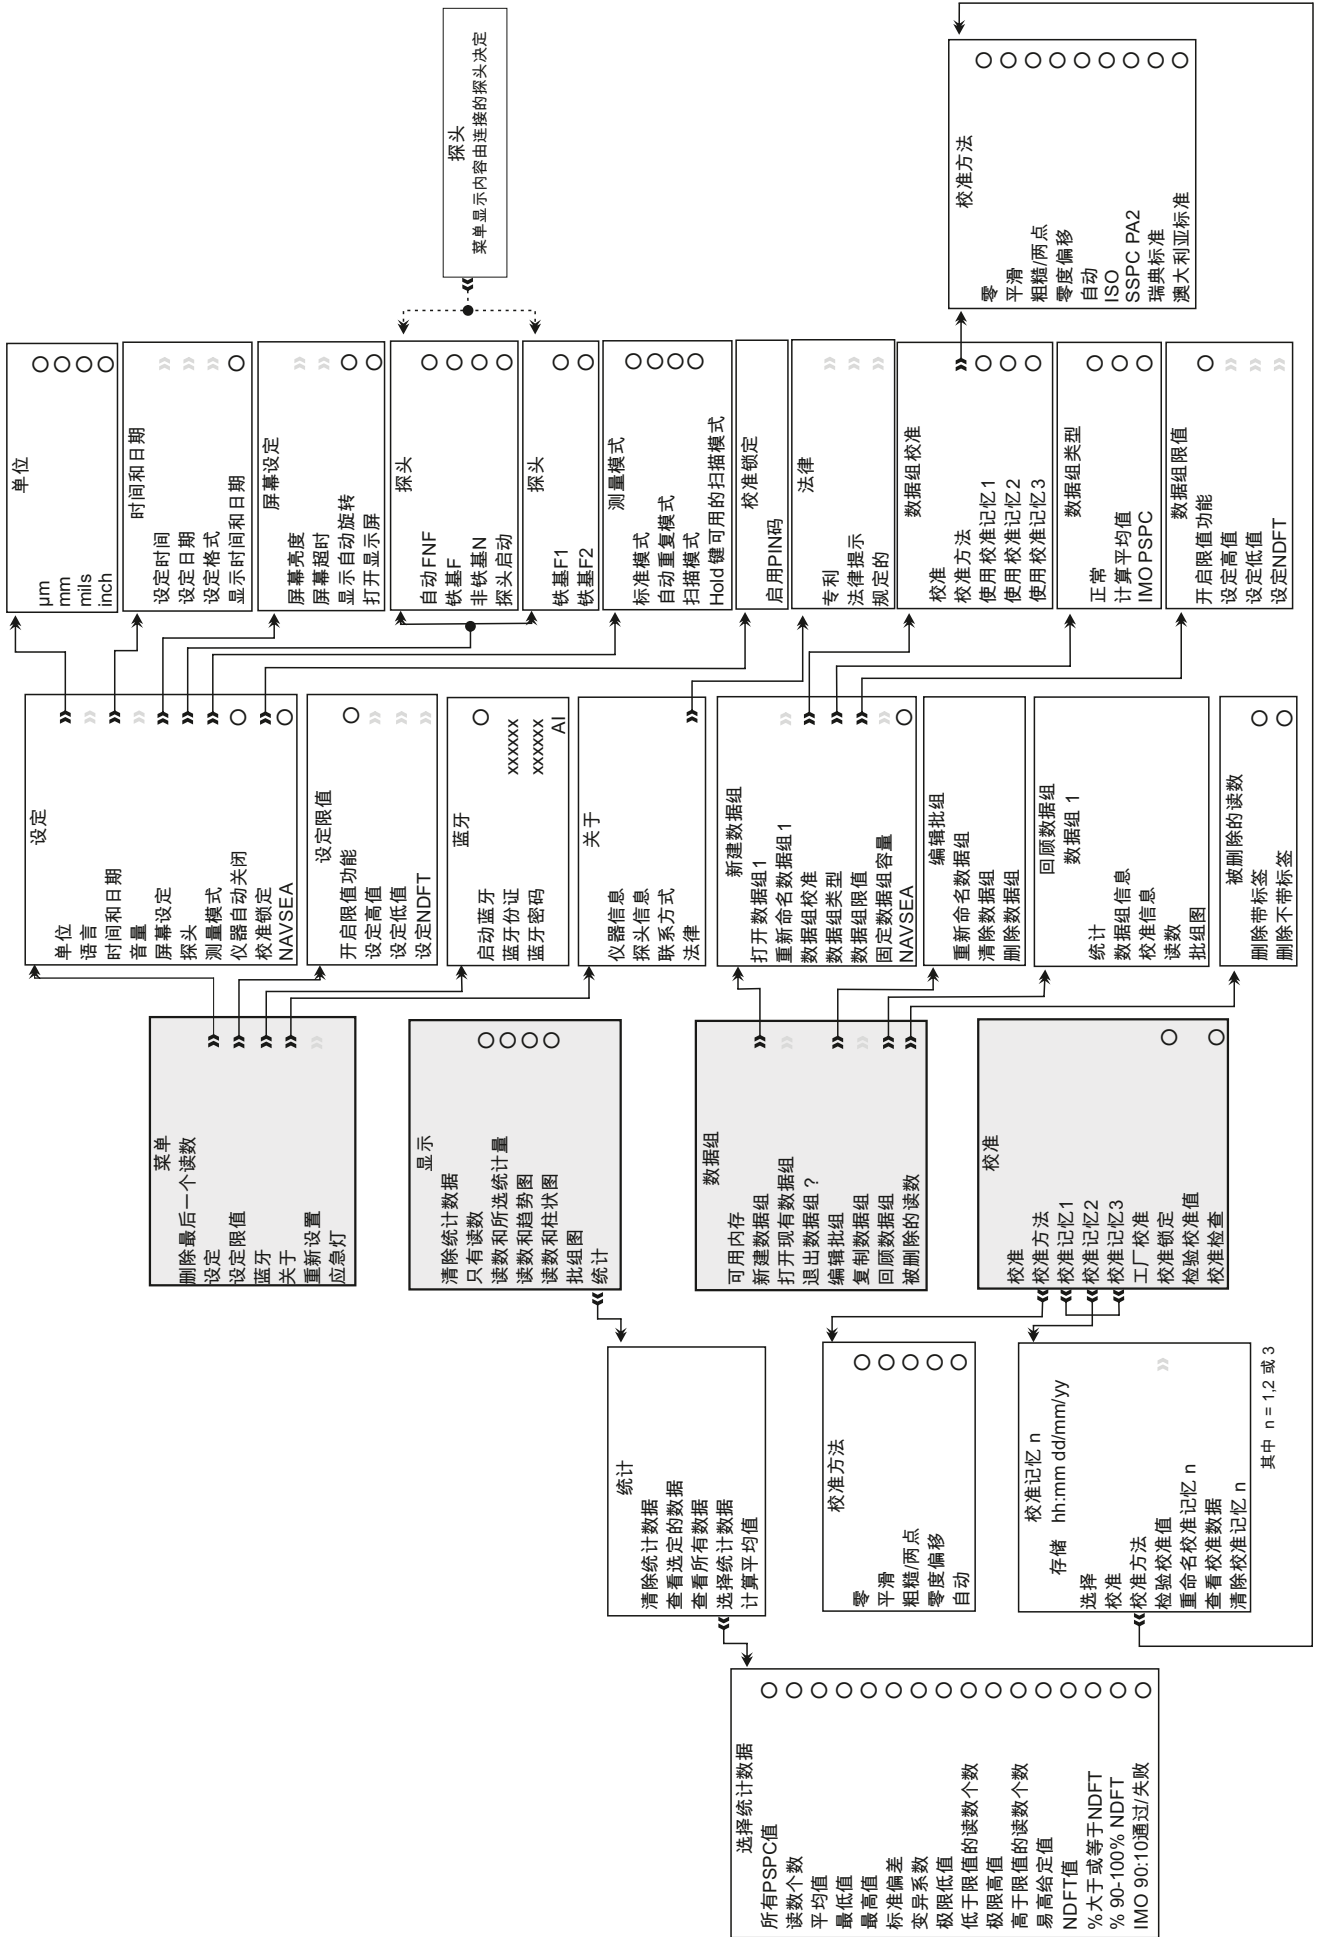 单位
µm
mm
mils
inch
时间和日期
设定时间
设定日期
设定格式
显示时间和日期
屏幕设定
屏幕亮度
屏幕超时
显示自动旋转
打开显示屏
探头
自动 FNF
铁基F
非铁基N
探头启动
探头
铁基F1
铁基F2
探头
菜单显示内容由连接的探头决定
测量模式
标准模式
自动重复模式
扫描模式
Hold 键可用的扫描模式
校准锁定
启用PIN码
法律
专利
法律提示
规定的
数据组校准
校准
校准方法
使用校准记忆1
使用校准记忆2
使用校准记忆3
数据组类型
正常
计算平均值
IMO PSPC
数据组限值
开启限值功能
设定高值
设定低值
设定NDFT
校准方法
零
平滑
粗糙/两点
零度偏移
自动
ISO
SSPC PA2
瑞典标准
澳大利亚标准
设定
单位
语言
时间和日期
音量
屏幕设定
探头
测量模式
仪器自动关闭
校准锁定
NAVSEA
设定限值
开启限值功能
设定高值
设定低值
设定NDFT
蓝牙
启动蓝牙
蓝牙份证 xxxxxx
蓝牙密码 xxxxxx
AI
关于
仪器信息
探头信息
联系方式
法律
新建数据组
打开数据组1
重新命名数据组1
数据组校准
数据组类型
数据组限值
固定数据组容量
NAVSEA
编辑批组
重新命名数据组
清除数据组
删除数据组
回顾数据组
数据组 1
统计
数据组信息
校准信息
读数
批组图
被删除的读数
删除带标签
删除不带标签
菜单
删除最后一个读数
设定
设定限值
蓝牙
关于
重新设置
应急灯
显示
清除统计数据
只有读数
读数和所选统计量
读数和趋势图
读数和柱状图
批组图
统计
数据组
可用内存
新建数据组
打开现有数据组
退出数据组？
编辑批组
复制数据组
回顾数据组
被删除的读数
校准
校准
校准方法
校准记忆1
校准记忆2
校准记忆3
工厂校准
校准锁定
检验校准值
校准检查
统计
清除统计数据
查看选定的数据
查看所有数据
选择统计数据
计算平均值
校准方法
零
平滑
粗糙/两点
零度偏移
自动
校准记忆 n
存储 hh:mm dd/mm/yy
选择
校准
校准方法
检验校准值
重命名校准记忆 n
查看校准数据
清除校准记忆 n
其中 n = 1,2 或 3
选择统计数据
所有PSPC值
读数个数
平均值
最低值
最高值
标准偏差
变异系数
极限低值
低于限值的读数个数
极限高值
高于限值的读数个数
易高给定值
NDFT值
%大于或等于NDFT
% 90-100% NDFT
IMO 90:10通过/失败